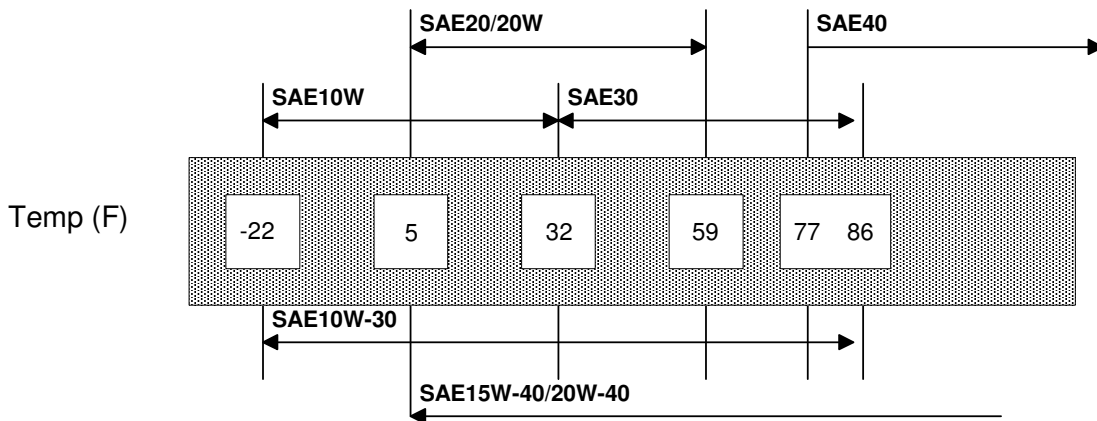 SAE20/20W SAE40
SAE10W SAE30
Temp (F) -22 5 32 59 77 86
SAE10W-30
SAE15W-40/20W-40